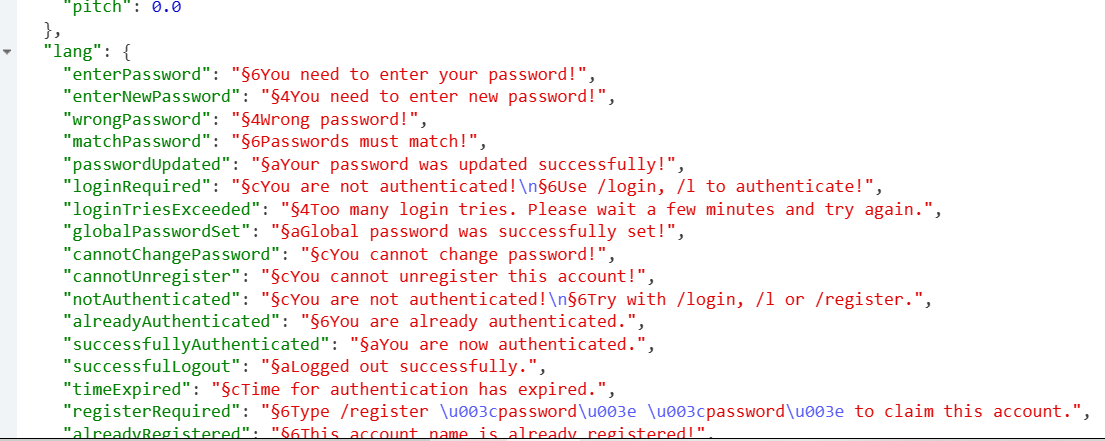 "pitch": 0.0
},
"lang": {
"enterPassword": "§6You need to enter your password!",
"enterNewPassword": "§4You need to enter new password!",
"wrongPassword": "§4Wrong password!",
"matchPassword": "§6Passwords must match!",
"passwordUpdated": "§aYour password was updated successfully!",
"loginRequired": "§cYou are not authenticated!\n§6Use /login, /l to authenticate!",
"loginTriesExceeded": "§4Too many login tries. Please wait a few minutes and try again.",
"globalPasswordSet": "§aGlobal password was successfully set!",
"cannotChangePassword": "§cYou cannot change password!",
"cannotUnregister": "§cYou cannot unregister this account!",
"notAuthenticated": "§cYou are not authenticated!\n§6Try with /login, /l or /register.",
"alreadyAuthenticated": "§6You are already authenticated.",
"successfullyAuthenticated": "§aYou are now authenticated.",
"successfulLogout": "§aLogged out successfully.",
"timeExpired": "§cTime for authentication has expired.",
"registerRequired": "§6Type /register \u003cpassword\u003e \u003cpassword\u003e to claim this account.",
"alreadyRegistered": "§6This account name is already registered!",